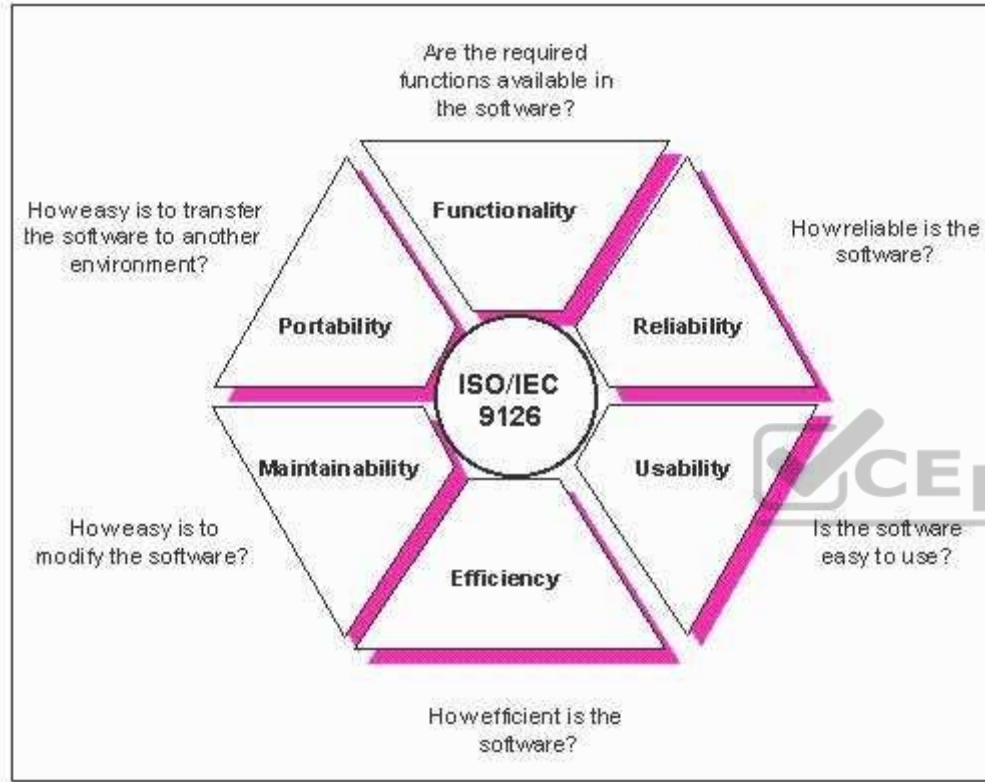 Are the required
functions available in
the software?
Functionality
How easy is to transfer
the software to another
environment?
How reliable is the
software?
Portability
Reliability
ISO/IEC
9126
Maintainability
Usability
How easy is to
modify the software?
Is the software
easy to use?
Efficiency
How efficient is the
software?